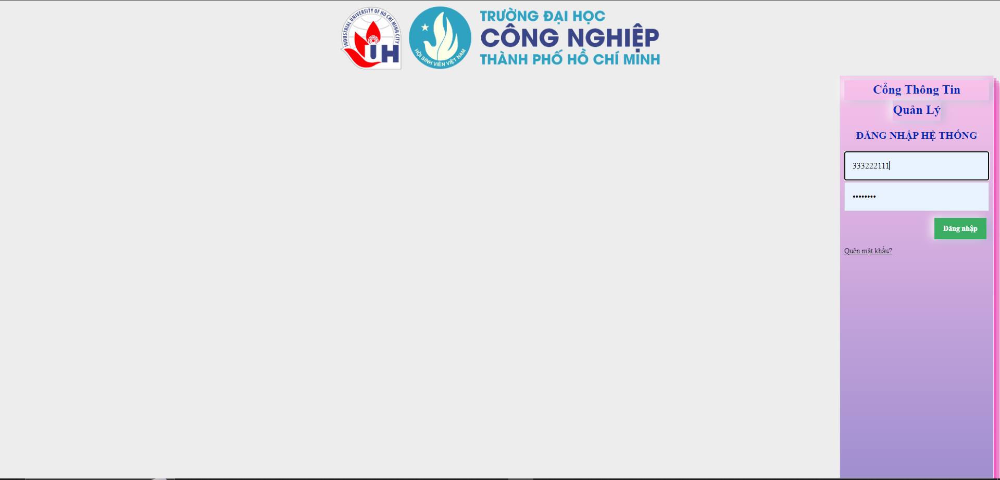 INDUSTRIAL UNIVERSITY OF HO CHI MINH CITY
IUH
HỘI SINH VIÊN VIỆT NAM
TRƯỜNG ĐẠI HỌC
CÔNG NGHIỆP
THÀNH PHỐ HỒ CHÍ MINH
Cổng Thông Tin
Quản Lý
ĐĂNG NHẬP HỆ THỐNG
333222111
••••••••
Đăng nhập
Quên mật khẩu?